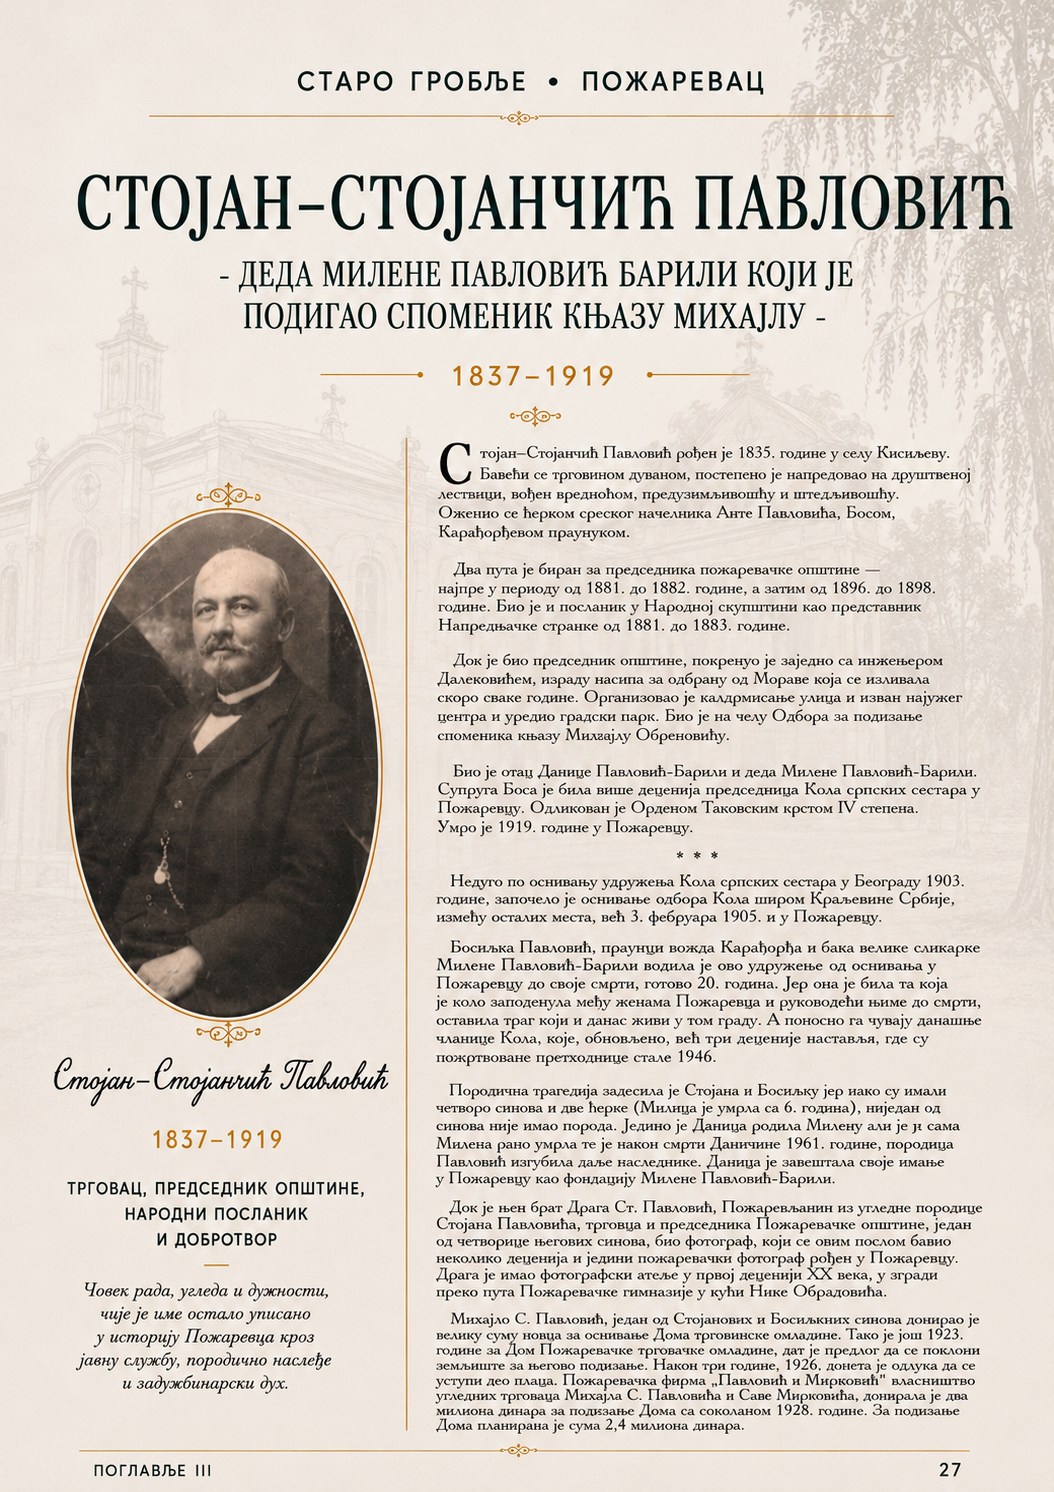 СТАРО ГРОБЉЕ • ПОЖАРЕВАЦ
СТОЈАН–СТОЈАНЧИЋ ПАВЛОВИЋ
- ДЕДА МИЛЕНЕ ПАВЛОВИЋ БАРИЛИ КОЈИ ЈЕ
ПОДИГАО СПОМЕНИК КЊАЗУ МИХАЈЛУ -
1837–1919
Стојан–Стојанчић Павловић рођен је 1835. године у селу Кисиљеву.
Бавећи се трговином дуваном, постепено је напредовао на друштвеној
лествици, вођен вредноћом, предузимљивошћу и штедљивошћу.
Оженио се ћерком среског начелника Анте Павловића, Босом,
Карађорђевом праунуком.
Два пута је биран за председника пожаревачке општине —
најпре у периоду од 1881. до 1882. године, а затим од 1896. до 1898.
године. Био је и посланик у Народној скупштини као представник
Напредњачке странке од 1881. до 1883. године.
Док је био председник општине, покренуо је заједно са инжењером
Далековићем, израду насипа за одбрану од Мораве која се изливала
скоро сваке године. Организовао је калдрмисање улица и изван најужег
центра и уредио градски парк. Био је на челу Одбора за подизање
споменика књазу Милгајлу Обреновићу.
Био је отац Данице Павловић-Барили и деда Милене Павловић-Барили.
Супруга Боса је била више деценија председница Кола српских сестара у
Пожаревцу. Одликован је Орденом Таковским крстом IV степена.
Умро је 1919. године у Пожаревцу.
* * *
Недуго по оснивању удружења Кола српских сестара у Београду 1903.
године, започело је оснивање одбора Кола широм Краљевине Србије,
између осталих места, већ 3. фебруара 1905. и у Пожаревцу.
Босиљка Павловић, праунци вожда Карађорђа и бака велике сликарке
Милене Павловић-Барили водила је ово удружење од оснивања у
Пожаревцу до своје смрти, готово 20. година. Јер она је била та која
је коло заподенула међу женама Пожаревца и руководећи њиме до смрти,
оставила траг који и данас живи у том граду. А поносно га чувају данашње
чланице Кола, које, обновљено, већ три деценије настављя, где су
пожртвоване претходнице стале 1946.
Породична трагедија задесила је Стојана и Босиљку јер иако су имали
четворо синова и две ћерке (Милица је умрла са 6. година), ниједан од
синова није имао порода. Једино је Даница родила Милену али је ји сама
Милена рано умрла те је након смрти Даничине 1961. године, породица
Павловић изгубила даље наследнике. Даница је завештала своје имање
у Пожаревцу као фондацију Милене Павловић-Барили.
Док је њен брат Драга Ст. Павловић, Пожаревљанин из угледне породице
Стојана Павловића, трговца и председника Пожаревачке општине, један
од четворице његових синова, био фотограф, који се овим послом бавио
неколико деценија и једини пожаревачки фотограф рођен у Пожаревцу.
Драга је имао фотографски атеље у првој деценији XX века, у згради
преко пута Пожаревачке гимназије у кући Нике Обрадовића.
Михајло С. Павловић, један од Стојанових и Босиљкних синова донирао је
велику суму новца за оснивање Дома трговинске омладине. Тако је још 1923.
године за Дом Пожаревачке трговачке омладине, дат је предлог да се поклони
земљиште за његово подизање. Након три године, 1926. донета је одлука да се
уступи део плаца. Пожаревачка фирма „Павловић и Мирковић" власништво
угледних трговаца Михајла С. Павловића и Саве Мирковића, донирала је два
милиона динара за подизање Дома са соколаном 1928. године. За подизање
Дома планирана је сума 2,4 милиона динара.
Стојан–Стојанчић Павловић
1837–1919
ТРГОВАЦ, ПРЕДСЕДНИК ОПШТИНЕ,
НАРОДНИ ПОСЛАНИК
И ДОБРОТВОР
Човек рада, угледа и дужности,
чије је име остало уписано
у историју Пожаревца кроз
јавну службу, породично наслеђе
и задужбинарски дух.
ПОГЛАВЉЕ III
27